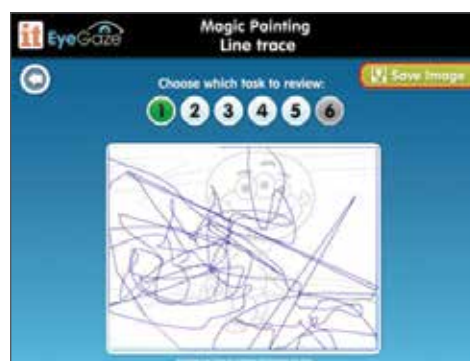 it EyeGaze
Magic Painting
Line trace
Save Image
Choose which task to review:
1 2 3 4 5 6